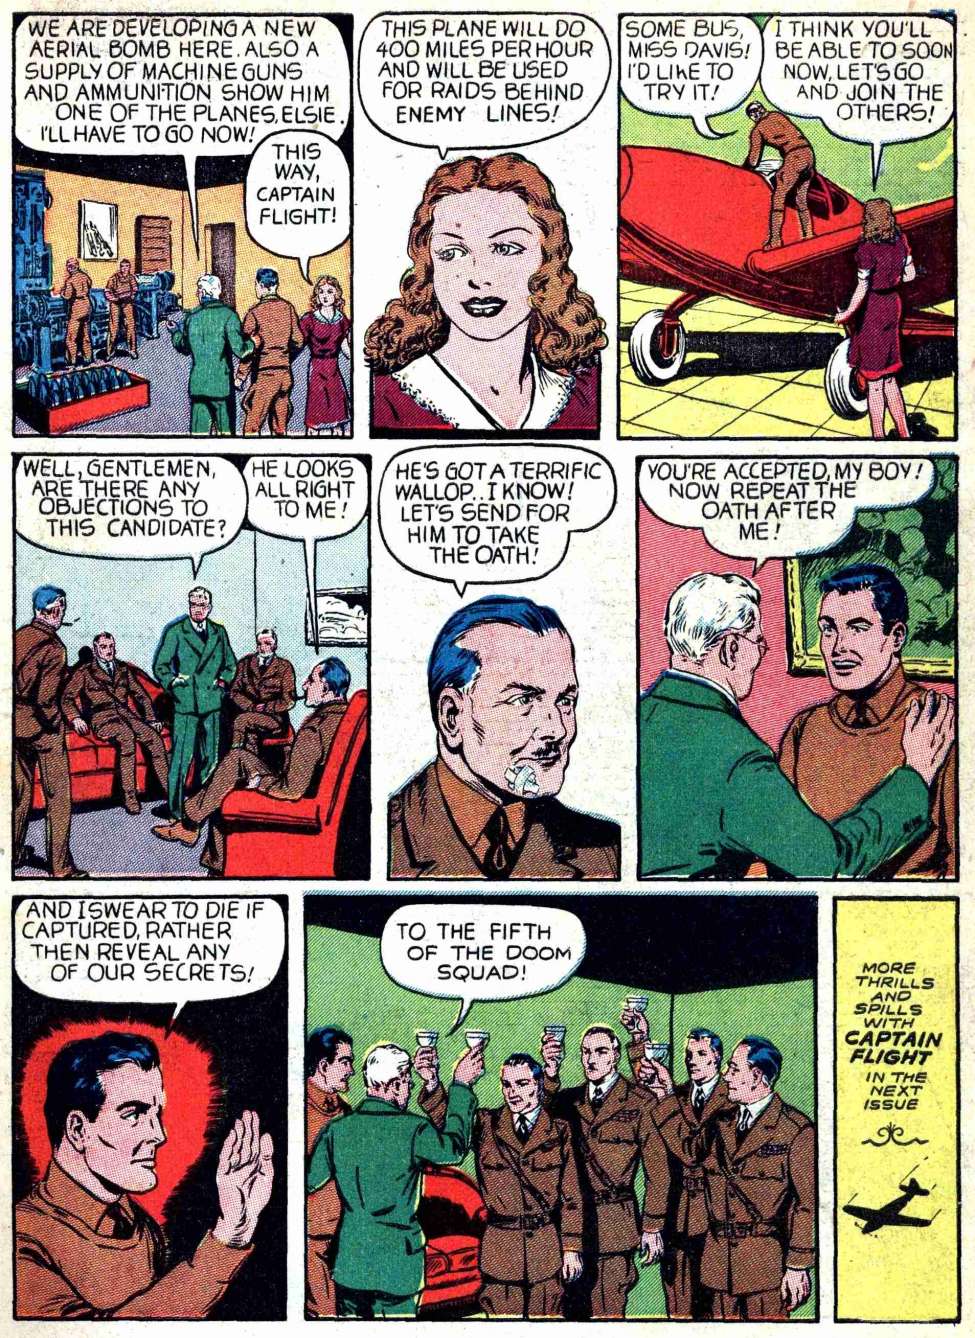 WE ARE DEVELOPING A NEW
AERIAL BOMB HERE. ALSO A
SUPPLY OF MACHINE GUNS
AND AMMUNITION SHOW HIM
ONE OF THE PLANES, ELSIE.
I'LL HAVE TO GO NOW!
THIS
WAY,
CAPTAIN
FLIGHT!
THIS PLANE WILL DO
400 MILES PER HOUR
AND WILL BE USED
FOR RAIDS BEHIND
ENEMY LINES!
SOME BUS,
MISS DAVIS!
I'D LIKE TO
TRY IT!
I THINK YOU'LL
BE ABLE TO SOON
NOW, LET'S GO
AND JOIN THE
OTHERS!
WELL, GENTLEMEN,
ARE THERE ANY
OBJECTIONS TO
THIS CANDIDATE?
HE LOOKS
ALL RIGHT
TO ME!
HE'S GOT A TERRIFIC
WALLOP.. I KNOW!
LET'S SEND FOR
HIM TO TAKE
THE OATH!
YOU'RE ACCEPTED, MY BOY!
NOW REPEAT THE
OATH AFTER
ME!
AND I SWEAR TO DIE IF
CAPTURED, RATHER
THEN REVEAL ANY
OF OUR SECRETS!
TO THE FIFTH
OF THE DOOM
SQUAD!
MORE
THRILLS
AND
SPILLS
WITH
CAPTAIN
FLIGHT
IN THE
NEXT
ISSUE